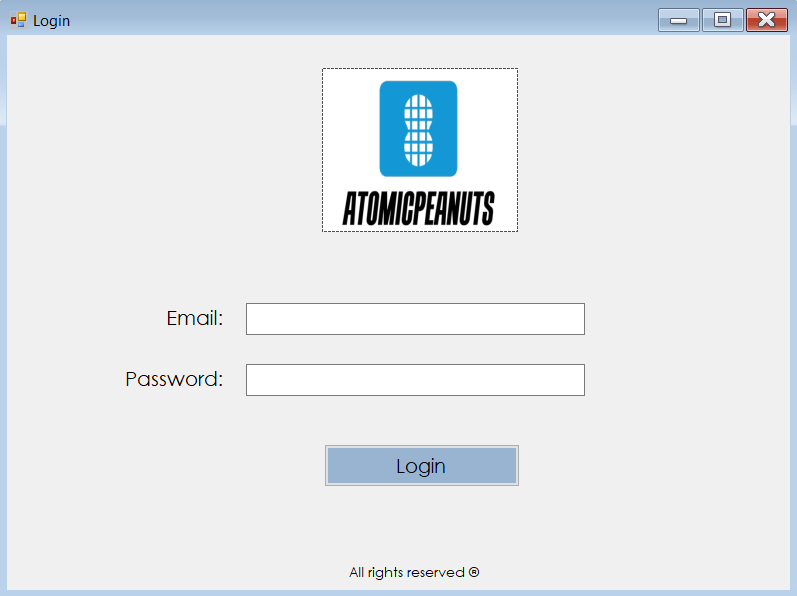 Login
ATOMICPEANUTS
Email:
Password:
Login
All rights reserved ®